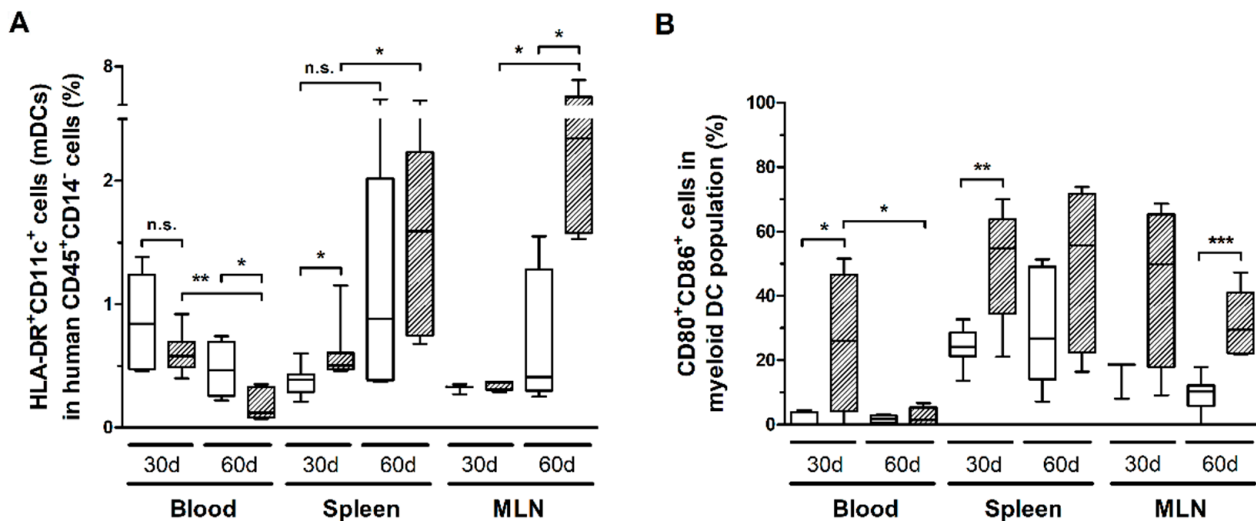 A
HLA-DR⁺CD11c⁺ cells (mDCs)
in human CD45⁺CD14⁻ cells (%)
8
2
1
0
n.s.
**
*
*
n.s.
*
*
*
30d 60d 30d 60d 30d 60d
Blood Spleen MLN
B
CD80⁺CD86⁺ cells in
myeloid DC population (%)
100
80
60
40
20
0
*
*
**
***
30d 60d 30d 60d 30d 60d
Blood Spleen MLN